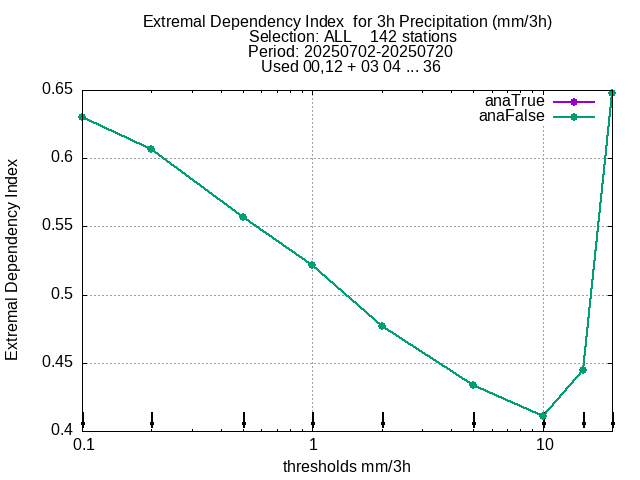 Extremal Dependency Index  for 3h Precipitation (mm/3h)
Selection: ALL    142 stations
Period: 20250702-20250720
Used 00,12 + 03 04 ... 36
anaTrue
anaFalse
Extremal Dependency Index
0.65
0.6
0.55
0.5
0.45
0.4
0.1 1 10
thresholds mm/3h